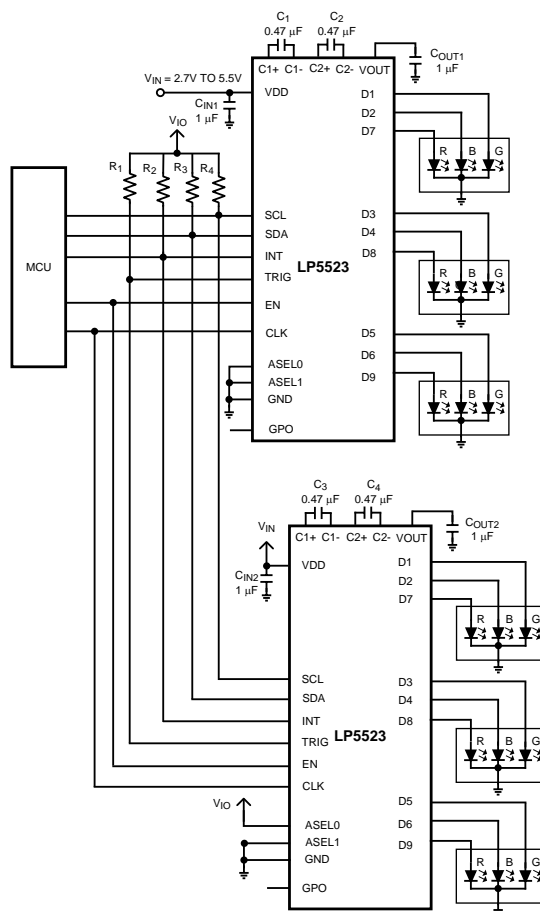 C1 C2
0.47 μF 0.47 μF
C1+ C1- C2+ C2- VOUT
COUT1
1 μF
VIN = 2.7V TO 5.5V
VDD
CIN1
1 μF
VIO
R1 R2 R3 R4
MCU
SCL
SDA
INT
TRIG
EN
CLK
ASEL0
ASEL1
GND
GPO
LP5523
D1
D2
D7
R B G
D3
D4
D8
R B G
D5
D6
D9
R B G
C3 C4
0.47 μF 0.47 μF
C1+ C1- C2+ C2- VOUT
COUT2
1 μF
VIN
VDD
CIN2
1 μF
SCL
SDA
INT
TRIG
EN
CLK
VIO
ASEL0
ASEL1
GND
GPO
LP5523
D1
D2
D7
R B G
D3
D4
D8
R B G
D5
D6
D9
R B G